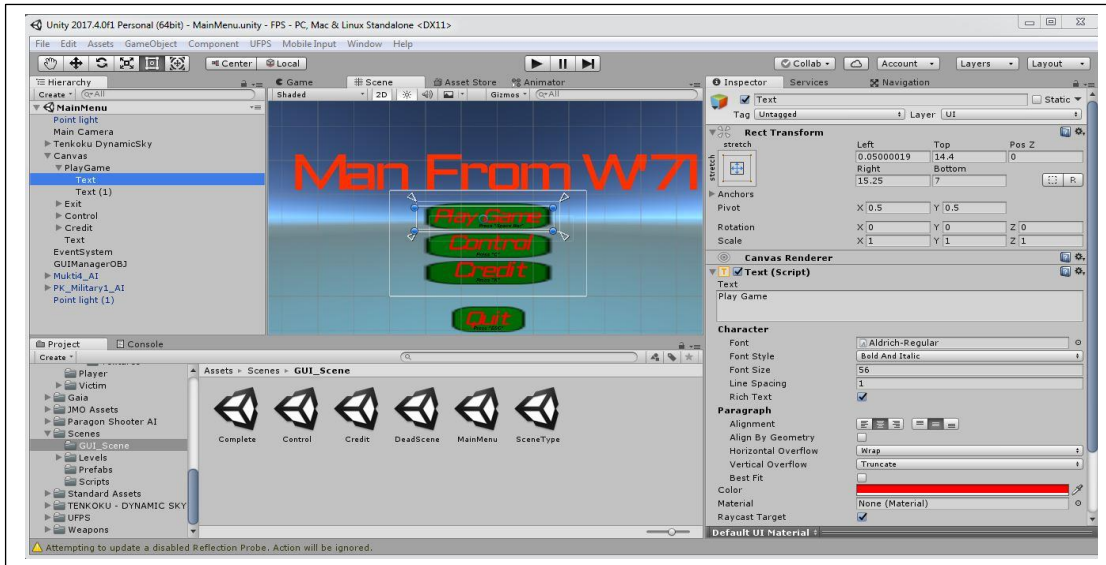 Unity 2017.4.0f1 Personal (64bit) - MainMenu.unity - FPS - PC, Mac & Linux Standalone <DX11>
File Edit Assets GameObject Component UFPS Mobile Input Window Help
Center Local Collab Account Layers Layout
Hierarchy
Create All
MainMenu
Point light
Main Camera
Tenkoku DynamicSky
Canvas
PlayGame
Text
Text (1)
Exit
Control
Credit
Text
EventSystem
GUIManagerOBJ
Mukti4_AI
PK_Military1_AI
Point light (1)
Game Scene Asset Store Animator
Shaded 2D Gizmos All
Man From W'71
Play Game
Press "Space Bar"
Control
Credit
Quit
Project Console
Create
Player
Victim
Gaia
JMO Assets
Paragon Shooter AI
Scenes
GUI_Scene
Levels
Prefabs
Scripts
Standard Assets
TENKOKU - DYNAMIC SKY
UFPS
Weapons
Assets Scenes GUI_Scene
Complete Control Credit DeadScene MainMenu SceneType
Inspector Services Navigation
Text Static
Tag Untagged Layer UI
Rect Transform
stretch Left Top Pos Z
stretch 0.05000019 14.4 0
Right Bottom
15.25 7 R
Anchors
Pivot X 0.5 Y 0.5
Rotation X 0 Y 0 Z 0
Scale X 1 Y 1 Z 1
Canvas Renderer
Text (Script)
Text
Play Game
Character
Font Aldrich-Regular
Font Style Bold And Italic
Font Size 56
Line Spacing 1
Rich Text
Paragraph
Alignment
Align By Geometry
Horizontal Overflow Wrap
Vertical Overflow Truncate
Best Fit
Color
Material None (Material)
Raycast Target
Default UI Material
Attempting to update a disabled Reflection Probe. Action will be ignored.